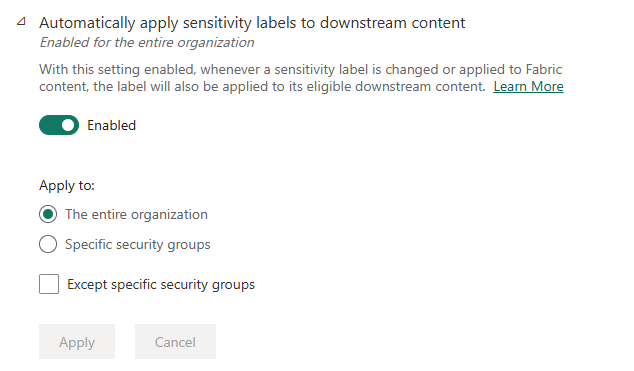 Automatically apply sensitivity labels to downstream content
Enabled for the entire organization
With this setting enabled, whenever a sensitivity label is changed or applied to Fabric
content, the label will also be applied to its eligible downstream content. Learn More
Enabled
Apply to:
The entire organization
Specific security groups
Except specific security groups
Apply Cancel